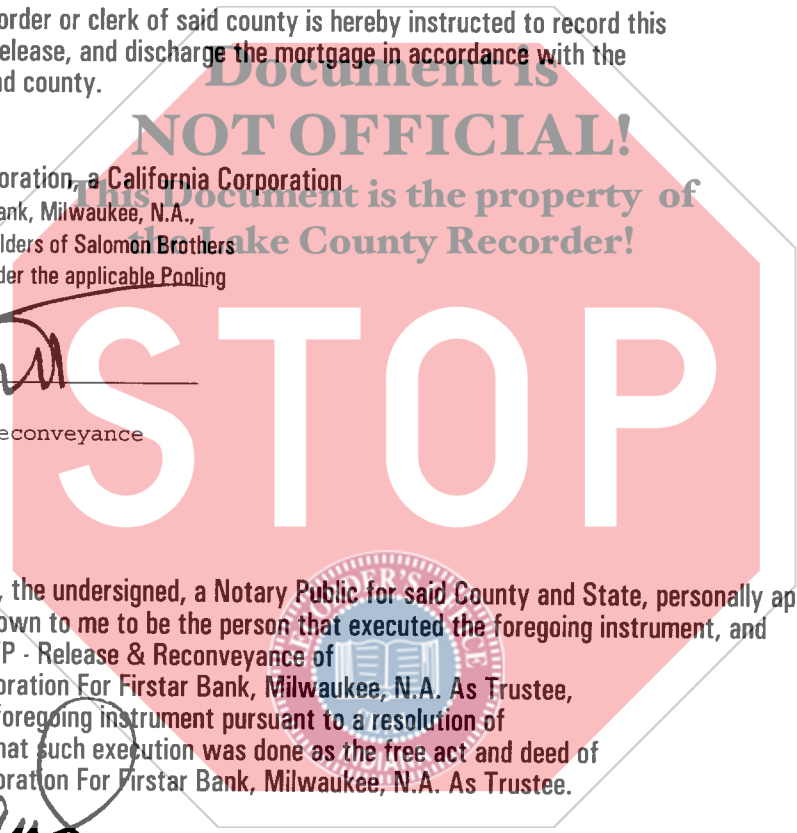 order or clerk of said county is hereby instructed to record this
elease, and discharge the mortgage in accordance with the
d county.
Document is
NOT OFFICIAL!
This Document is the property of
the Lake County Recorder!
oration, a California Corporation
ank, Milwaukee, N.A.,
lders of Salomon Brothers
der the applicable Pooling
STOP
econveyance
, the undersigned, a Notary Public for said County and State, personally ap
own to me to be the person that executed the foregoing instrument, and
P - Release & Reconveyance of
oration For Firstar Bank, Milwaukee, N.A. As Trustee,
foregoing instrument pursuant to a resolution of
hat such execution was done as the free act and deed of
oration For Firstar Bank, Milwaukee, N.A. As Trustee.
RECORDER'S OFFICE
INDIANA